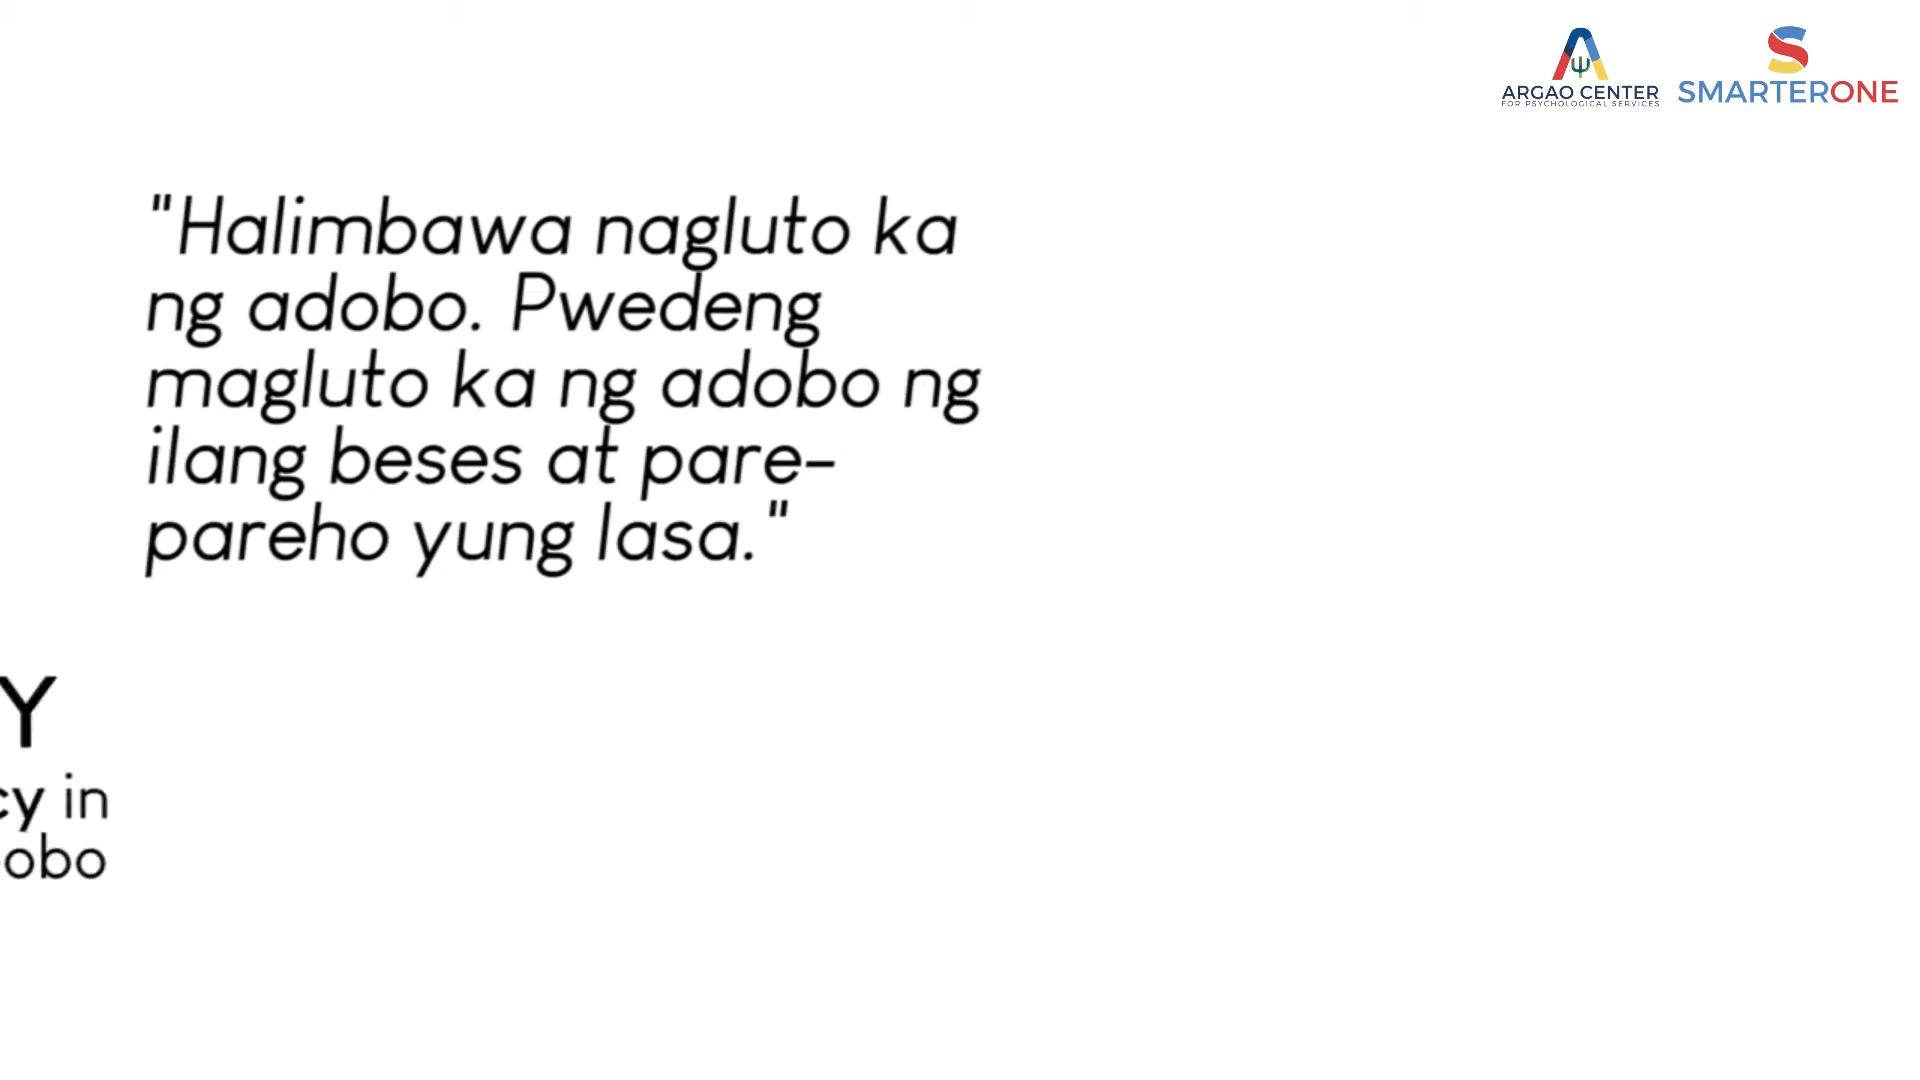 ARGAO CENTER
FOR PSYCHOLOGICAL SERVICES
SMARTERONE
"Halimbawa nagluto ka
ng adobo. Pwedeng
magluto ka ng adobo ng
ilang beses at pare-
pareho yung lasa."
Y
cy in
obo